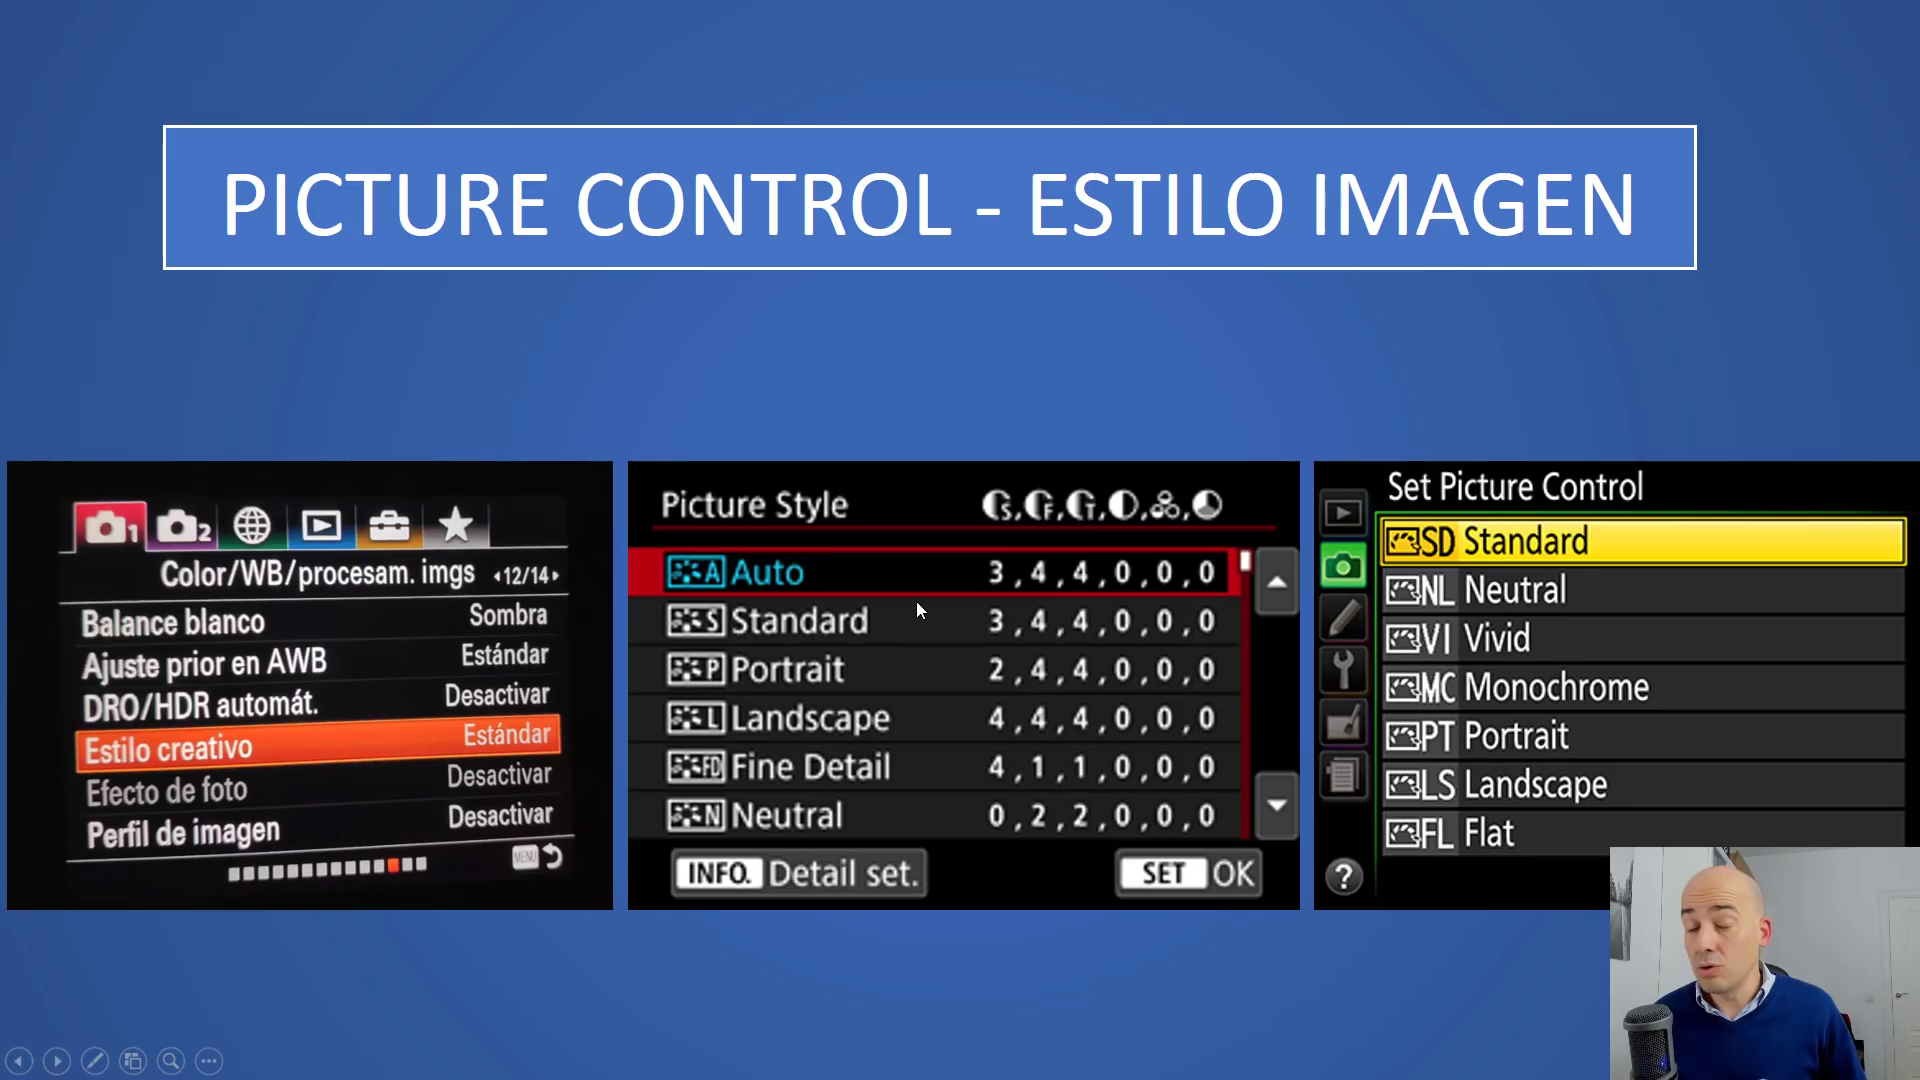 PICTURE CONTROL - ESTILO IMAGEN
1 2
Color/WB/procesam. imgs 12/14
Balance blanco Sombra
Ajuste prior en AWB Estándar
DRO/HDR automát. Desactivar
Estilo creativo Estándar
Efecto de foto Desactivar
Perfil de imagen Desactivar
MENU
Picture Style S, F, T, , ,
A Auto 3,4,4,0,0,0
S Standard 3,4,4,0,0,0
P Portrait 2,4,4,0,0,0
L Landscape 4,4,4,0,0,0
FD Fine Detail 4,1,1,0,0,0
N Neutral 0,2,2,0,0,0
INFO. Detail set. SET OK
Set Picture Control
SD Standard
NL Neutral
VI Vivid
MC Monochrome
PT Portrait
LS Landscape
FL Flat
?